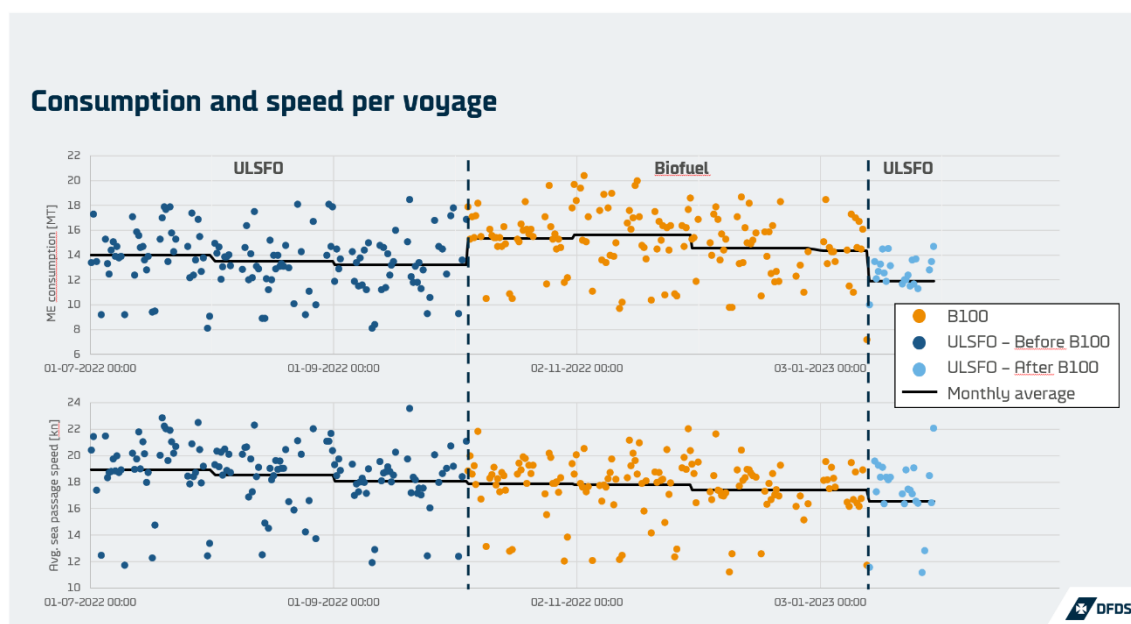 Consumption and speed per voyage
ULSFO
Biofuel
ULSFO
ME consumption [MT]
22
20
18
16
14
12
10
8
6
01-07-2022 00:00
01-09-2022 00:00
02-11-2022 00:00
03-01-2023 00:00
B100
ULSFO – Before B100
ULSFO – After B100
Monthly average
Avg. sea passage speed [kn]
24
22
20
18
16
14
12
10
01-07-2022 00:00
01-09-2022 00:00
02-11-2022 00:00
03-01-2023 00:00
DFDS